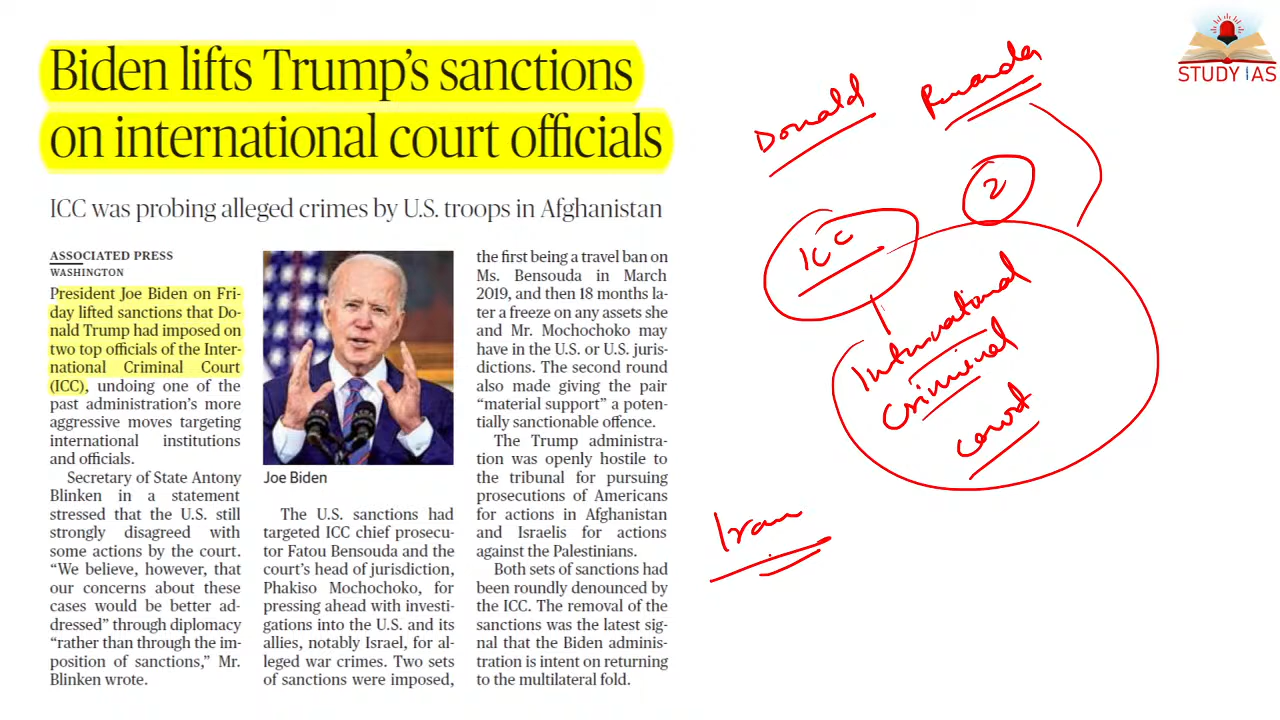 Biden lifts Trump's sanctions
on international court officials
ICC was probing alleged crimes by U.S. troops in Afghanistan
ASSOCIATED PRESS
WASHINGTON
President Joe Biden on Fri-
day lifted sanctions that Do-
nald Trump had imposed on
two top officials of the Inter-
national Criminal Court
(ICC), undoing one of the
past administration's more
aggressive moves targeting
international institutions
and officials.
Secretary of State Antony
Blinken in a statement
stressed that the U.S. still
strongly disagreed with
some actions by the court.
“We believe, however, that
our concerns about these
cases would be better ad-
dressed” through diplomacy
“rather than through the im-
position of sanctions,” Mr.
Blinken wrote.
Joe Biden
The U.S. sanctions had
targeted ICC chief prosecu-
tor Fatou Bensouda and the
court's head of jurisdiction,
Phakiso Mochochoko, for
pressing ahead with investi-
gations into the U.S. and its
allies, notably Israel, for al-
leged war crimes. Two sets
of sanctions were imposed,
the first being a travel ban on
Ms. Bensouda in March
2019, and then 18 months la-
ter a freeze on any assets she
and Mr. Mochochoko may
have in the U.S. or U.S. juris-
dictions. The second round
also made giving the pair
“material support” a poten-
tially sanctionable offence.
The Trump administra-
tion was openly hostile to
the tribunal for pursuing
prosecutions of Americans
for actions in Afghanistan
and Israelis for actions
against the Palestinians.
Both sets of sanctions had
been roundly denounced by
the ICC. The removal of the
sanctions was the latest sig-
nal that the Biden adminis-
tration is intent on returning
to the multilateral fold.
Donald Rwanda
2
ICC
International
Criminal
Court
Iran
STUDY IAS